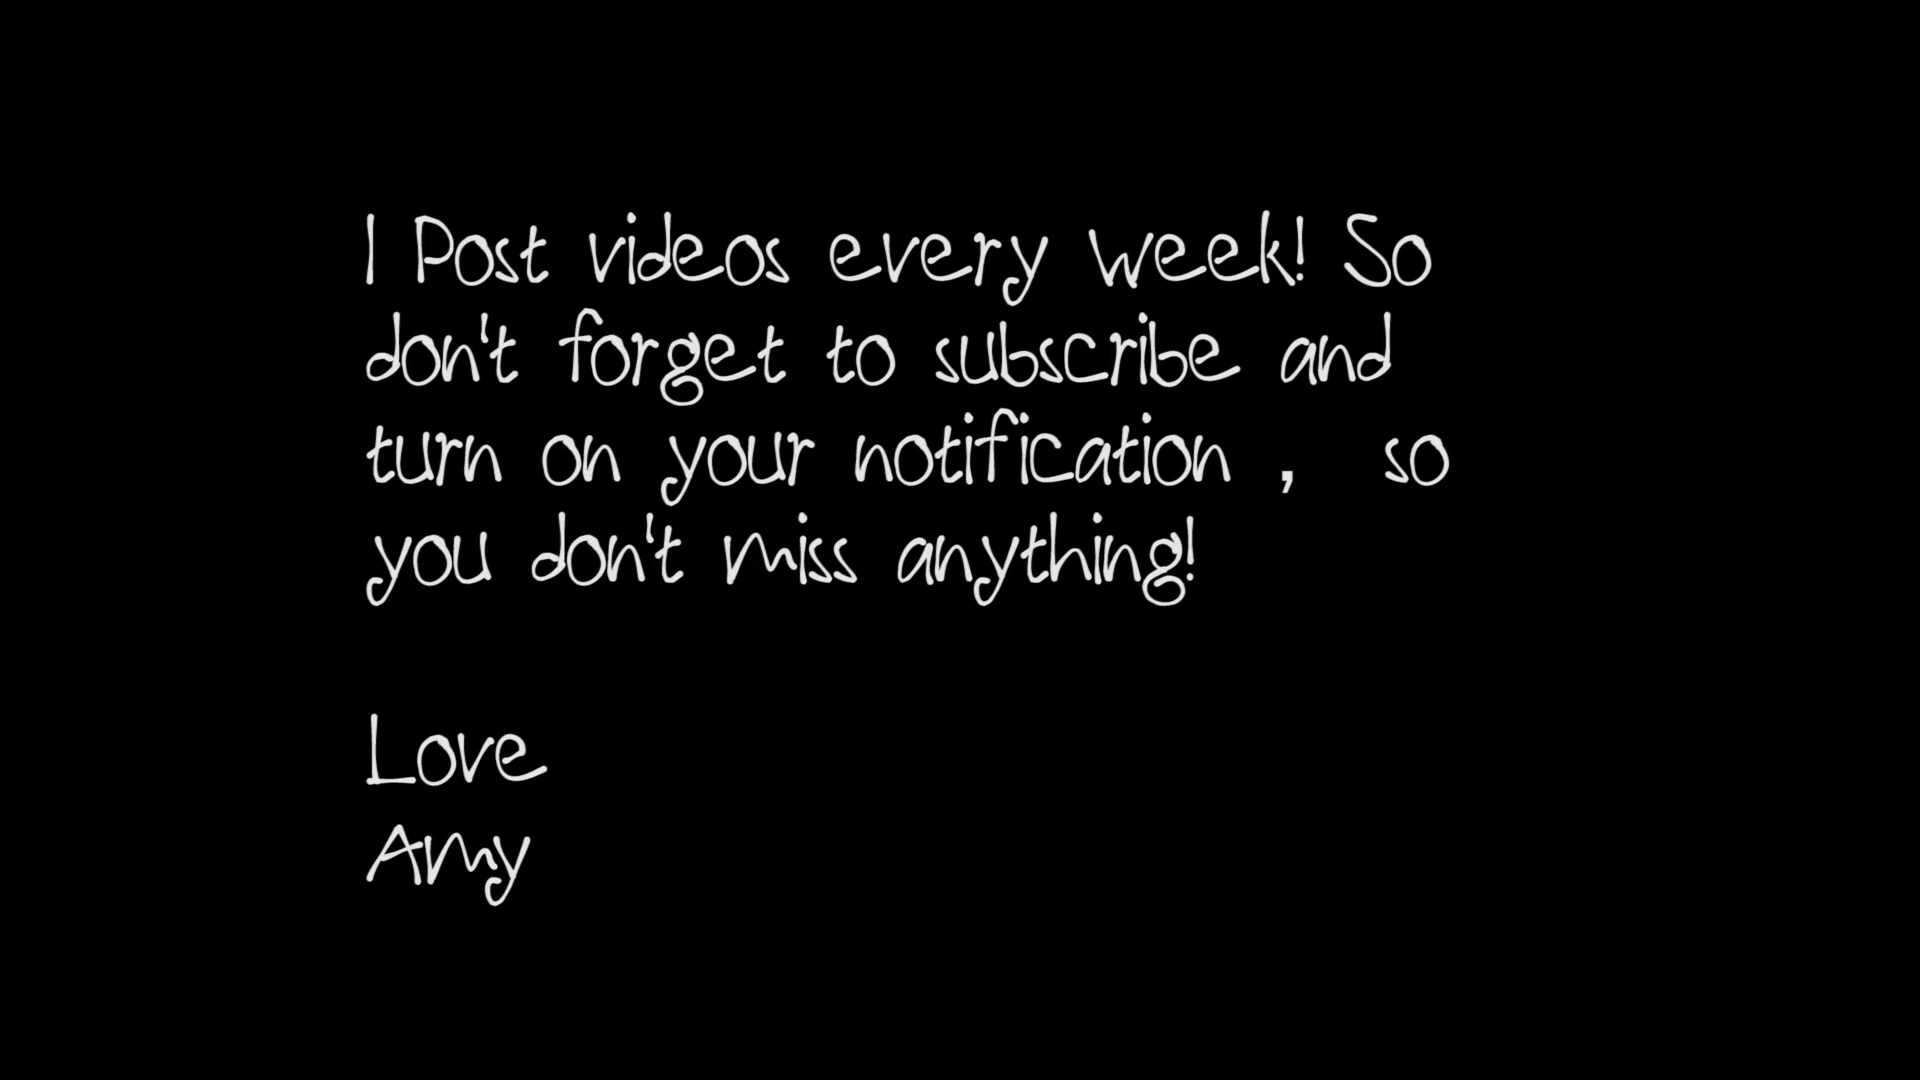 I Post videos every week! So
don't forget to subscribe and
turn on your notification ,  so
you don't miss anything!
Love
Amy